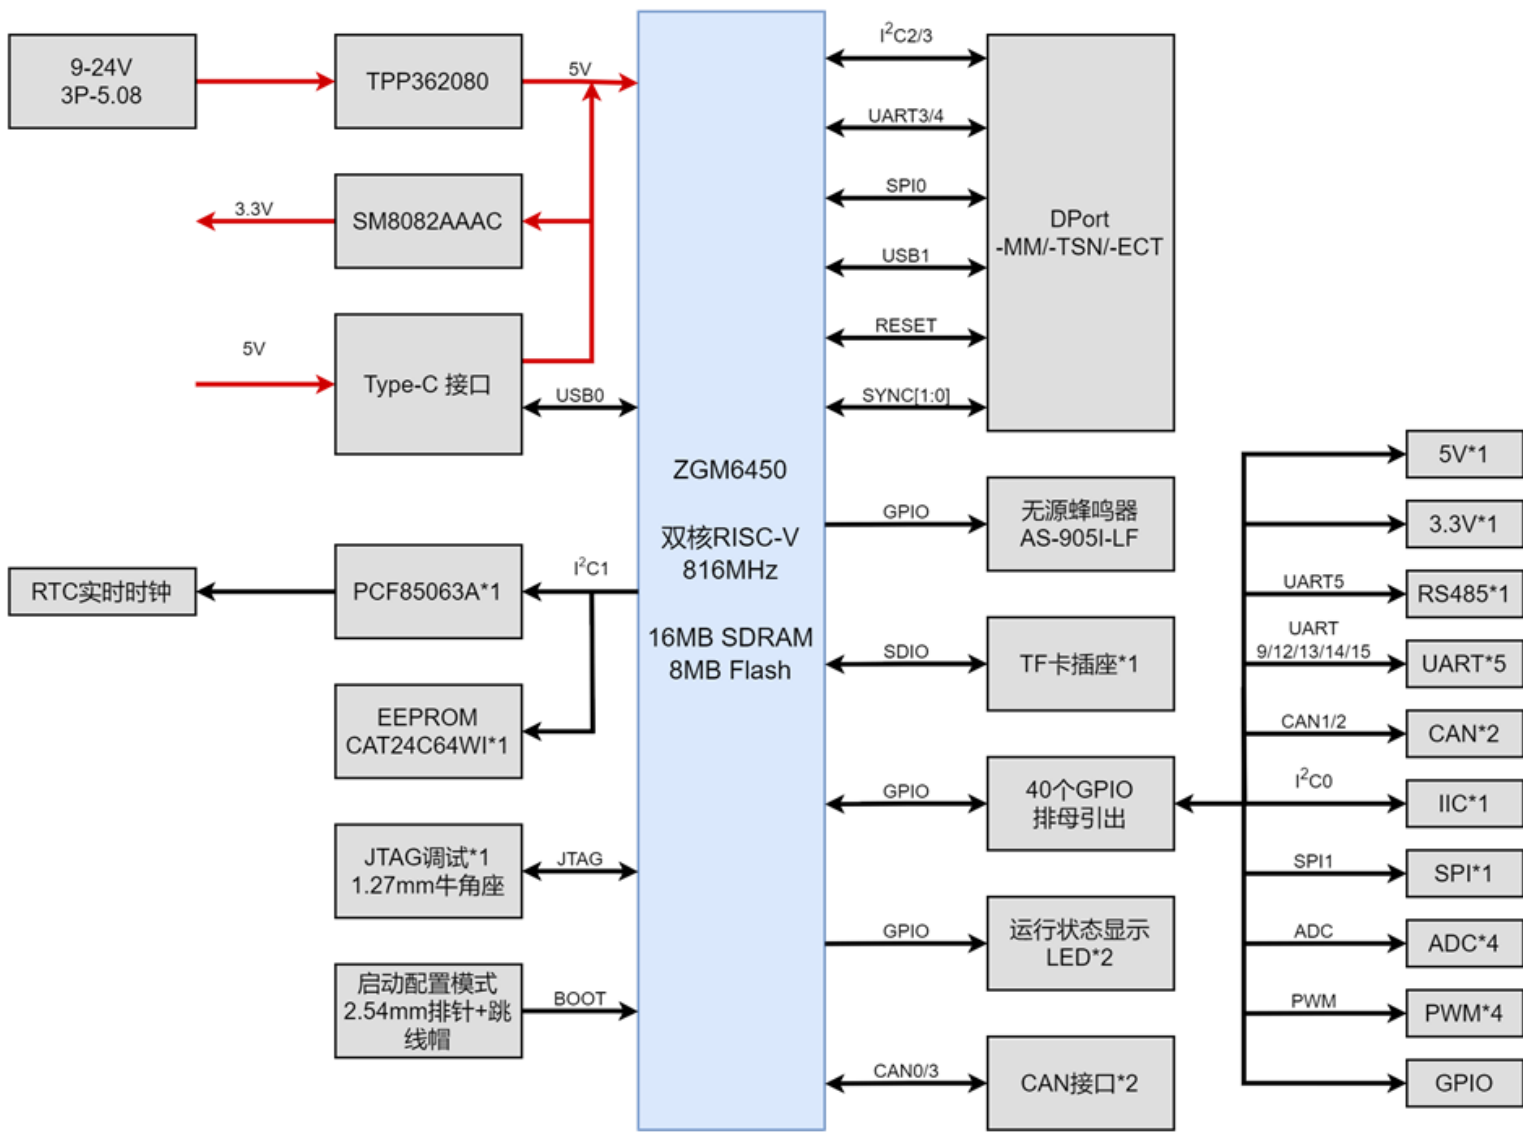 9-24V
3P-5.08
TPP362080
5V
SM8082AAAC
3.3V
5V
Type-C 接口
USB0
RTC实时时钟
PCF85063A*1
I²C1
EEPROM
CAT24C64WI*1
JTAG调试*1
1.27mm牛角座
JTAG
启动配置模式
2.54mm排针+跳
线帽
BOOT
ZGM6450
双核RISC-V
816MHz
16MB SDRAM
8MB Flash
I²C2/3
UART3/4
SPI0
USB1
RESET
SYNC[1:0]
DPort
-MM/-TSN/-ECT
GPIO
无源蜂鸣器
AS-905I-LF
SDIO
TF卡插座*1
GPIO
40个GPIO
排母引出
GPIO
运行状态显示
LED*2
CAN0/3
CAN接口*2
5V*1
3.3V*1
UART5
RS485*1
UART
9/12/13/14/15
UART*5
CAN1/2
CAN*2
I²C0
IIC*1
SPI1
SPI*1
ADC
ADC*4
PWM
PWM*4
GPIO